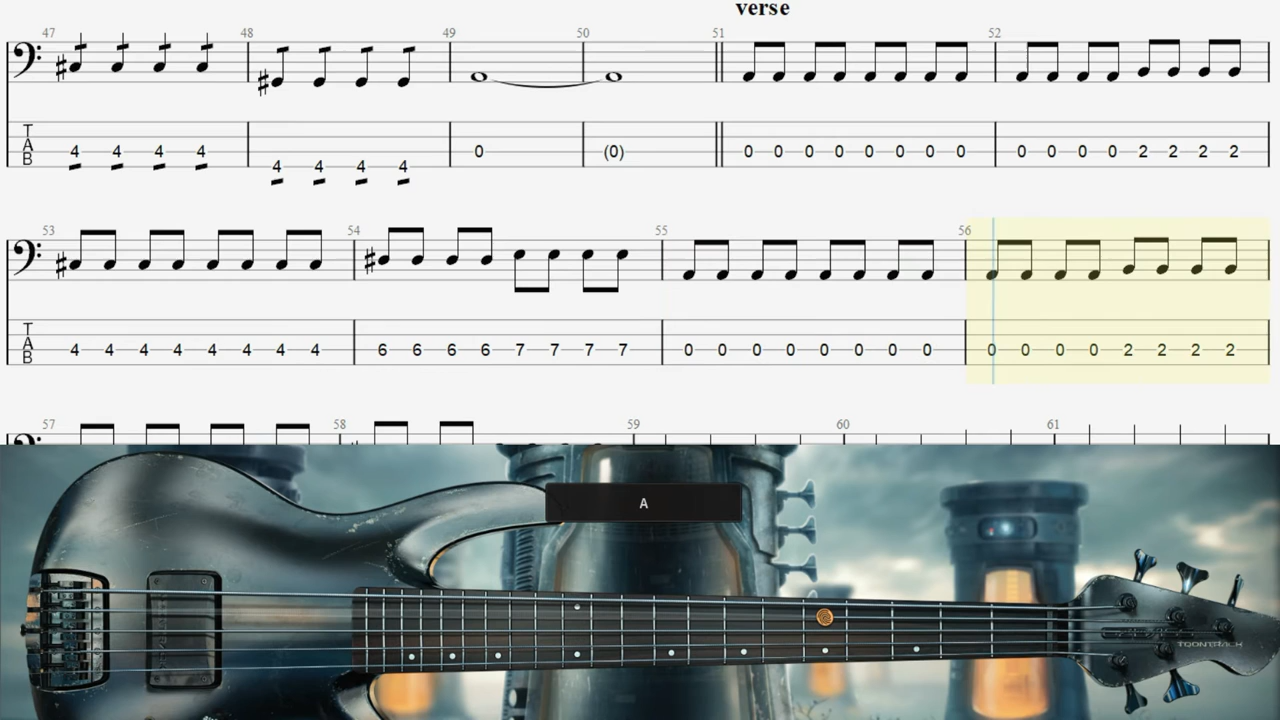 verse
47 48 49 50 51 52
T
A 4 4 4 4 0 (0) 0 0 0 0 0 0 0 0 0 0 0 0 2 2 2 2
B 4 4 4 4
53 54 55 56
T
A 4 4 4 4 4 4 4 4 6 6 6 6 7 7 7 7 0 0 0 0 0 0 0 0 0 0 0 0 2 2 2 2
B
57 58 59 60 61
A
TOONTRACK